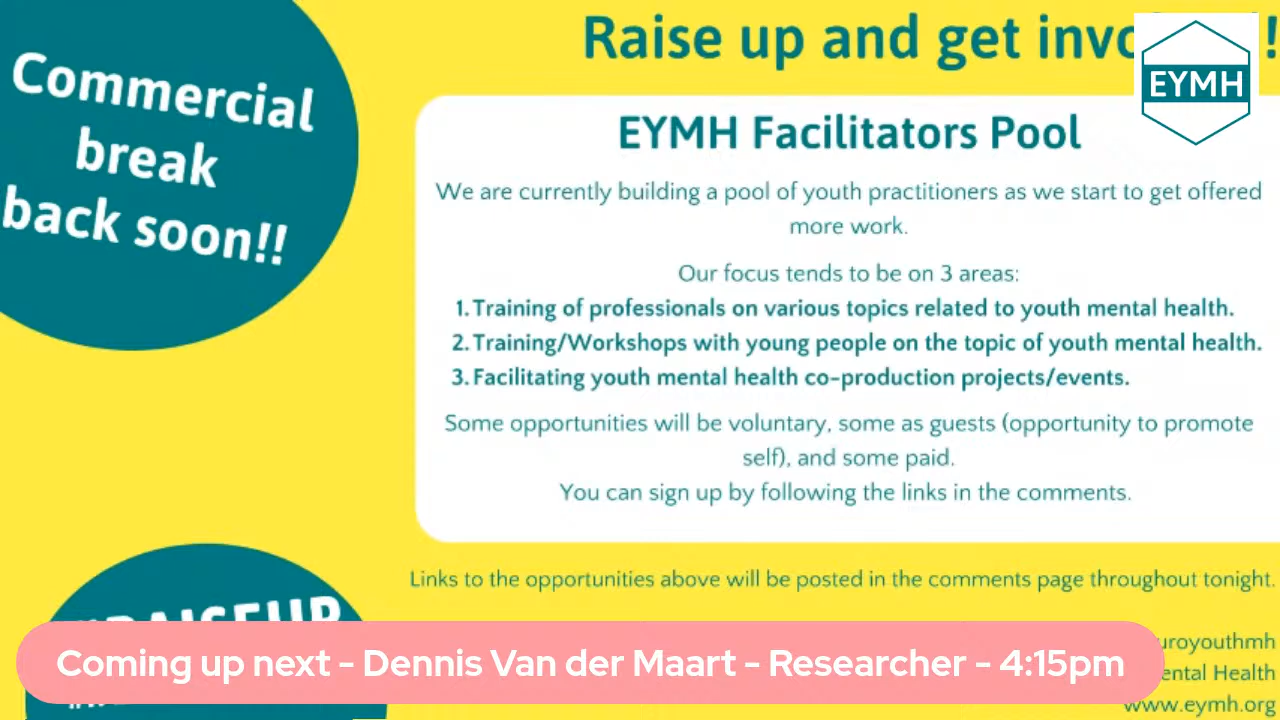 Commercial
break
back soon!!
Raise up and get invo
!
EYMH
EYMH Facilitators Pool
We are currently building a pool of youth practitioners as we start to get offered
more work.
Our focus tends to be on 3 areas:
1. Training of professionals on various topics related to youth mental health.
2. Training/Workshops with young people on the topic of youth mental health.
3. Facilitating youth mental health co-production projects/events.
Some opportunities will be voluntary, some as guests (opportunity to promote
self), and some paid.
You can sign up by following the links in the comments.
Links to the opportunities above will be posted in the comments page throughout tonight.
#RAISEUP
Coming up next - Dennis Van der Maart - Researcher - 4:15pm
uroyouthmh
ental Health
www.eymh.org